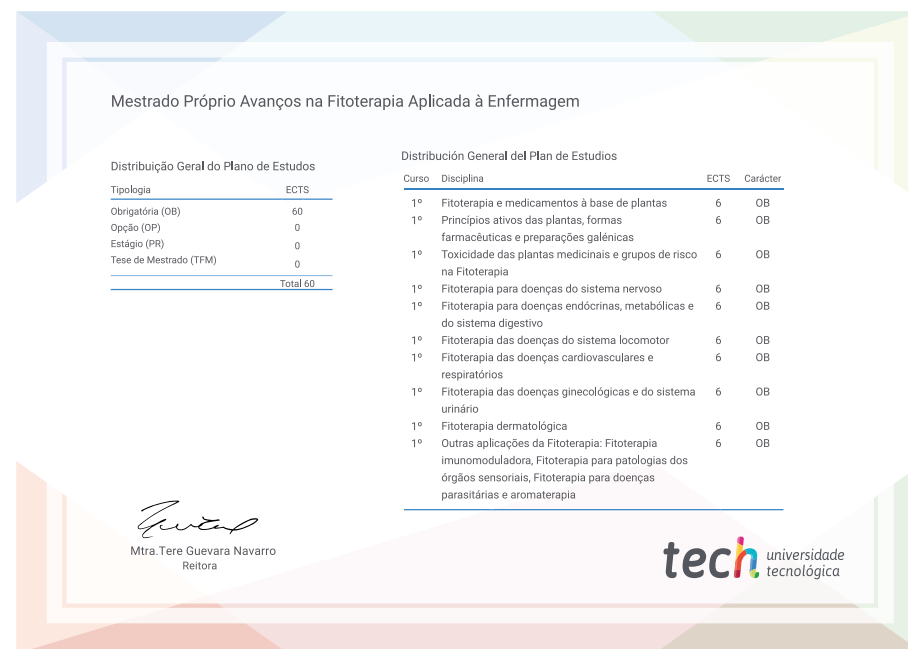 Mestrado Próprio Avanços na Fitoterapia Aplicada à Enfermagem
Distribuição Geral do Plano de Estudos
Tipologia ECTS
Obrigatória (OB) 60
Opção (OP) 0
Estágio (PR) 0
Tese de Mestrado (TFM) 0
Total 60
Distribución General del Plan de Estudios
Curso Disciplina ECTS Carácter
1º Fitoterapia e medicamentos à base de plantas 6 OB
1º Princípios ativos das plantas, formas 6 OB
farmacêuticas e preparações galénicas
1º Toxicidade das plantas medicinais e grupos de risco 6 OB
na Fitoterapia
1º Fitoterapia para doenças do sistema nervoso 6 OB
1º Fitoterapia para doenças endócrinas, metabólicas e 6 OB
do sistema digestivo
1º Fitoterapia das doenças do sistema locomotor 6 OB
1º Fitoterapia das doenças cardiovasculares e 6 OB
respiratórios
1º Fitoterapia das doenças ginecológicas e do sistema 6 OB
urinário
1º Fitoterapia dermatológica 6 OB
1º Outras aplicações da Fitoterapia: Fitoterapia 6 OB
imunomoduladora, Fitoterapia para patologias dos
órgãos sensoriais, Fitoterapia para doenças
parasitárias e aromaterapia
Mtra.Tere Guevara Navarro
Reitora
tech universidade
tecnológica